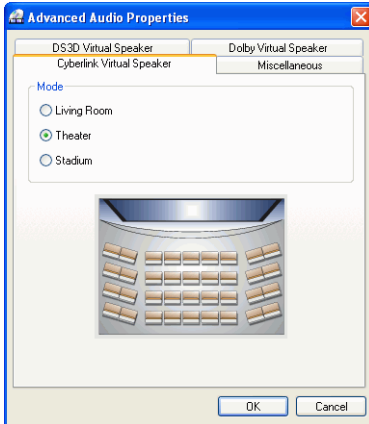 Advanced Audio Properties
DS3D Virtual Speaker Dolby Virtual Speaker
Cyberlink Virtual Speaker Miscellaneous
Mode
Living Room
Theater
Stadium
OK Cancel